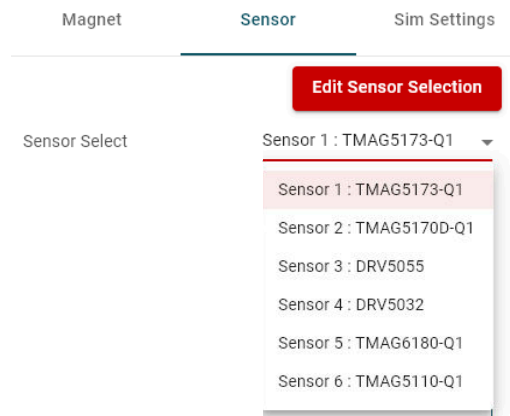 Magnet Sensor Sim Settings
Edit Sensor Selection
Sensor Select Sensor 1 : TMAG5173-Q1
Sensor 1 : TMAG5173-Q1
Sensor 2 : TMAG5170D-Q1
Sensor 3 : DRV5055
Sensor 4 : DRV5032
Sensor 5 : TMAG6180-Q1
Sensor 6 : TMAG5110-Q1